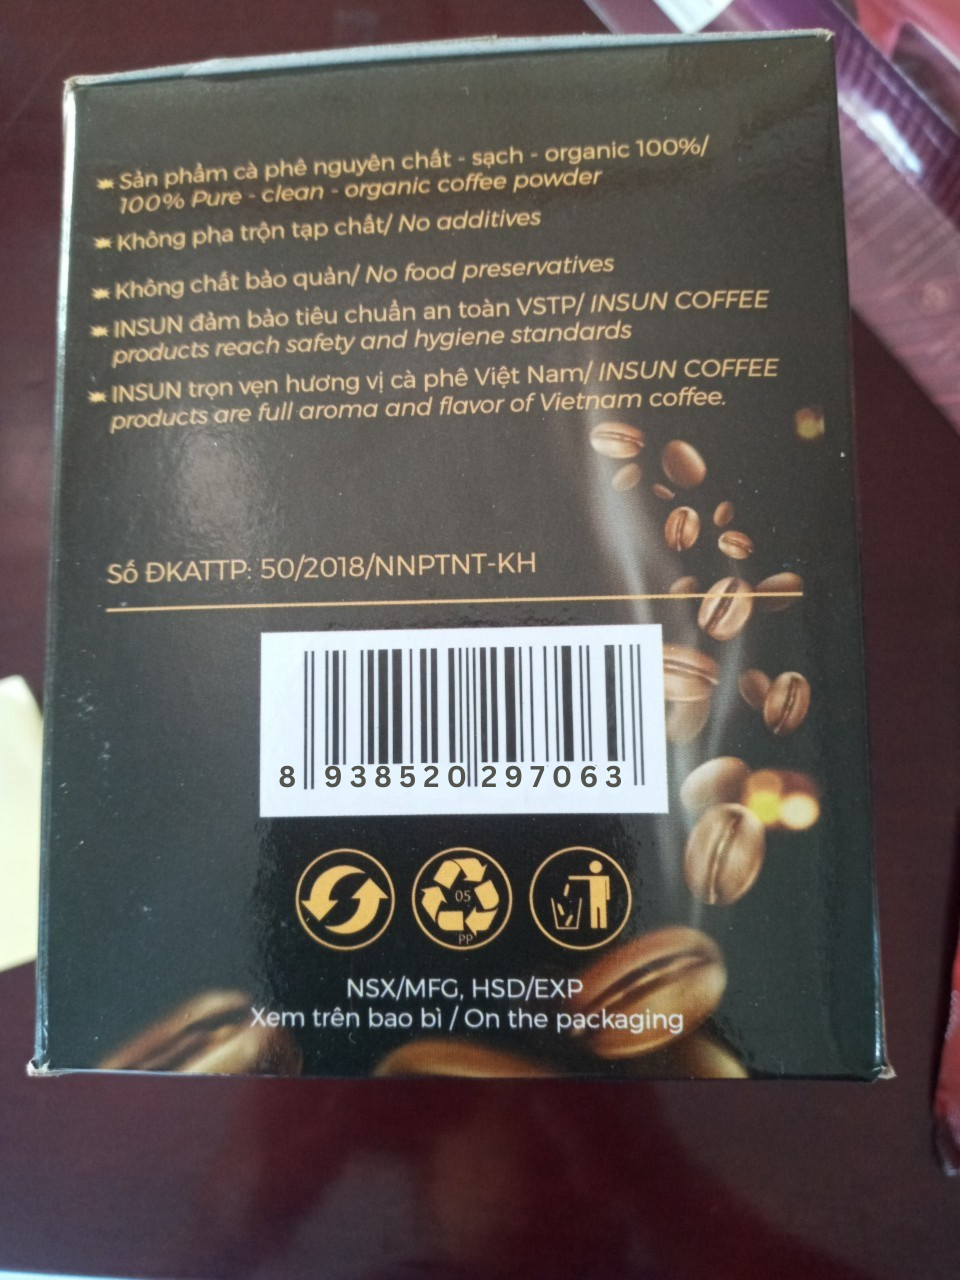 Sản phẩm cà phê nguyên chất - sạch - organic 100%/
100% Pure - clean - organic coffee powder
Không pha trộn tạp chất/ No additives
Không chất bảo quản/ No food preservatives
INSUN đảm bảo tiêu chuẩn an toàn VSTP/ INSUN COFFEE
products reach safety and hygiene standards
INSUN trọn vẹn hương vị cà phê Việt Nam/ INSUN COFFEE
products are full aroma and flavor of Vietnam coffee.
Số ĐKATTP: 50/2018/NNPTNT-KH
8 938520 297063
05
PP
NSX/MFG, HSD/EXP
Xem trên bao bì / On the packaging